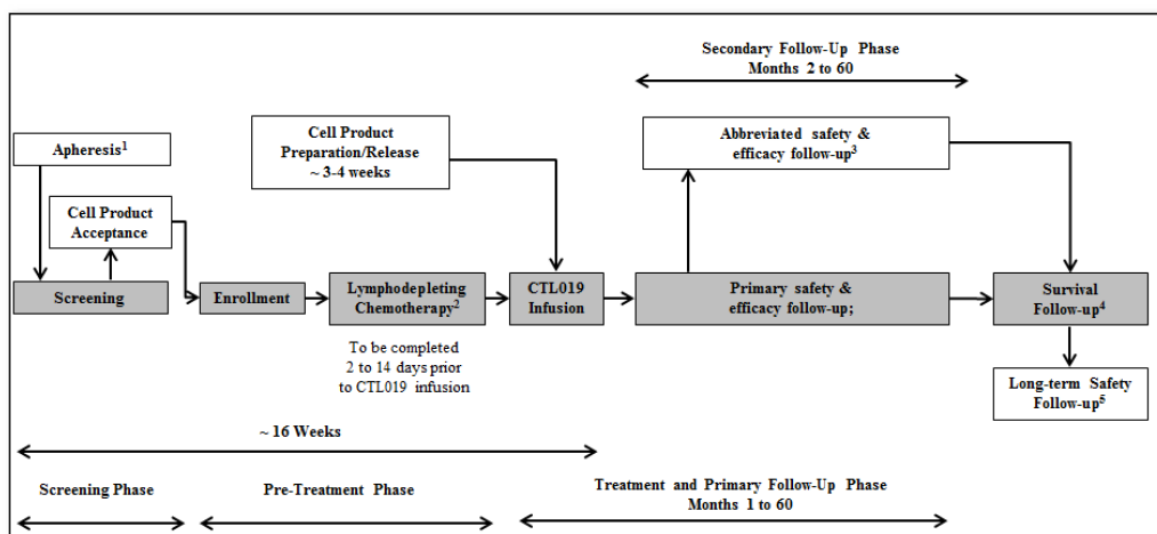 Secondary Follow-Up Phase
Months 2 to 60
Apheresis¹
Cell Product
Preparation/Release
~ 3-4 weeks
Abbreviated safety &
efficacy follow-up³
Cell Product
Acceptance
Screening
Enrollment
Lymphodepleting
Chemotherapy²
CTL019
Infusion
Primary safety &
efficacy follow-up;
Survival
Follow-up⁴
To be completed
2 to 14 days prior
to CTL019 infusion
Long-term Safety
Follow-up⁵
~ 16 Weeks
Screening Phase
Pre-Treatment Phase
Treatment and Primary Follow-Up Phase
Months 1 to 60